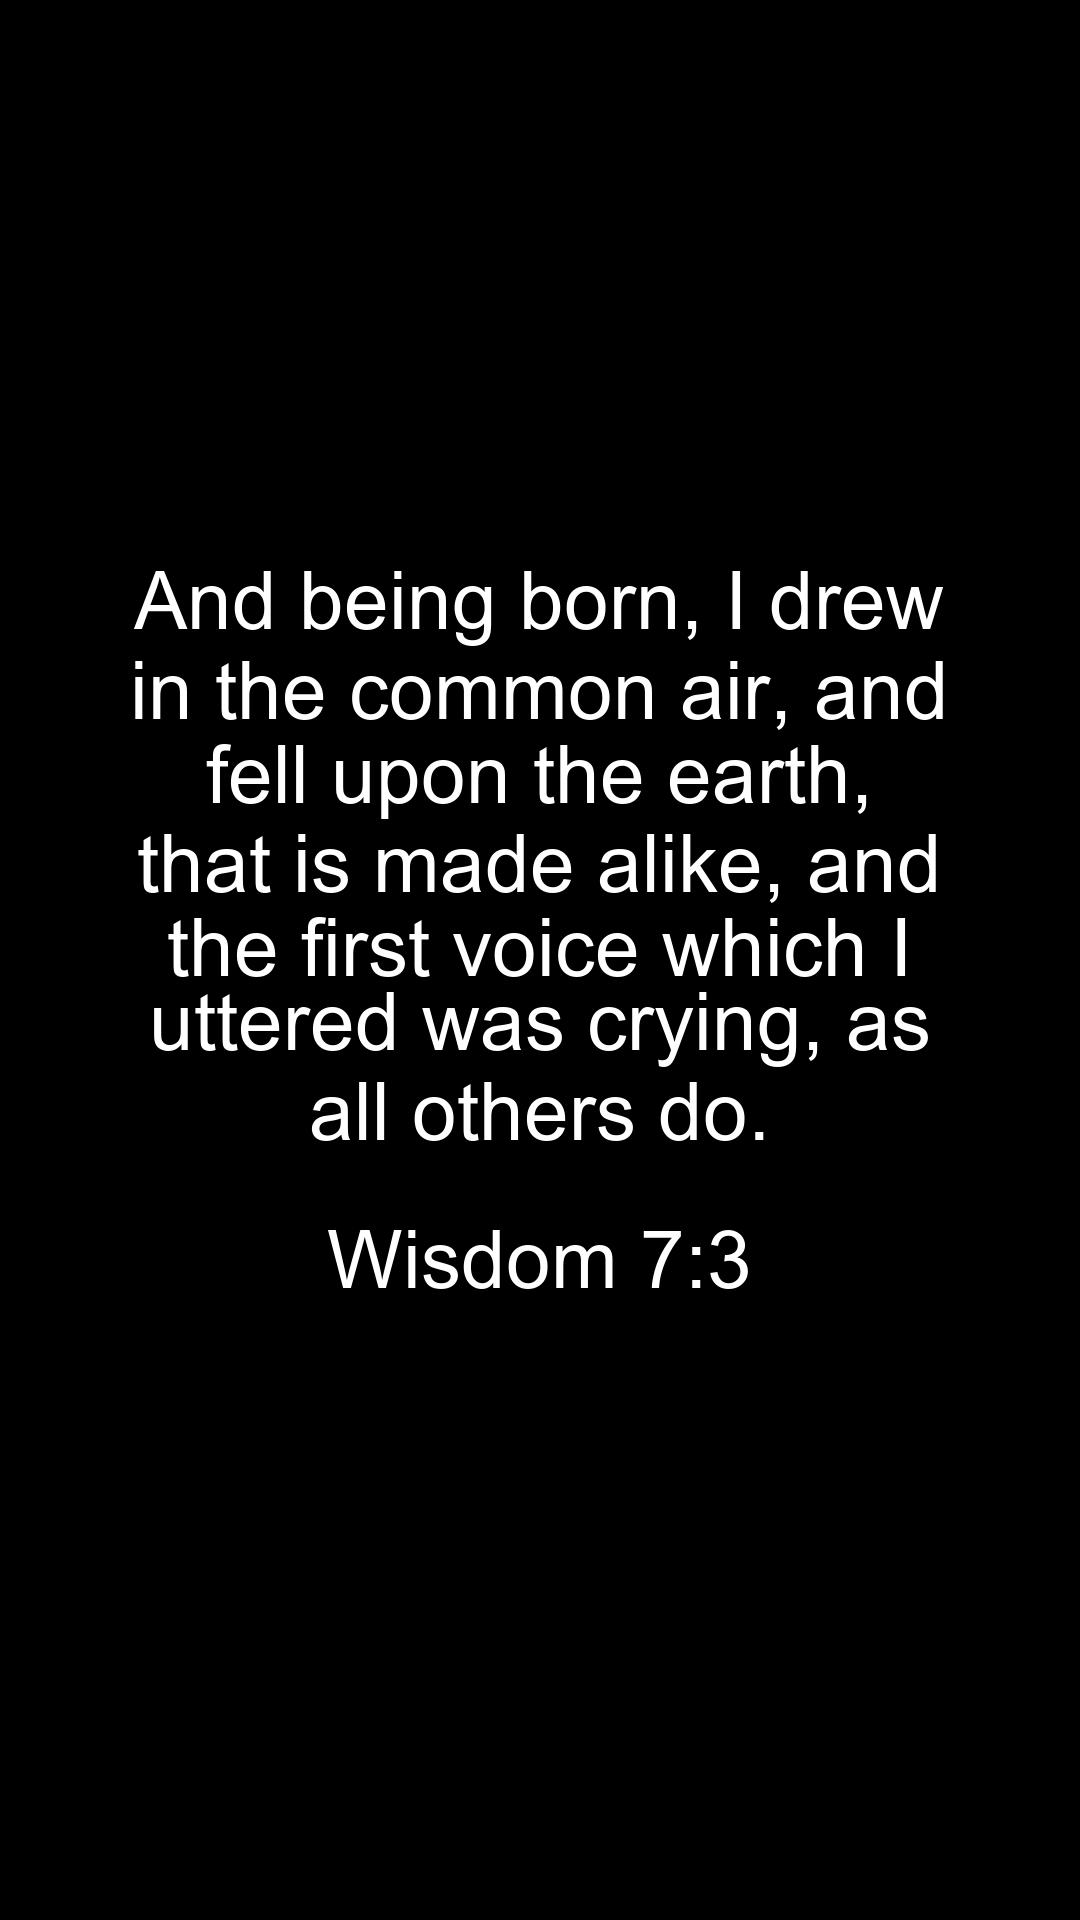 And being born, I drew
in the common air, and
fell upon the earth,
that is made alike, and
the first voice which I
uttered was crying, as
all others do.
Wisdom 7:3